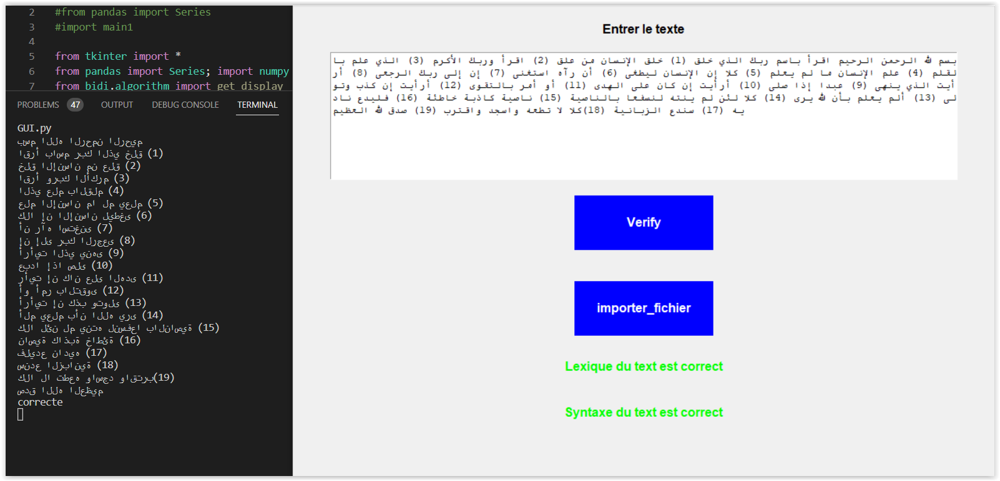 2 #from pandas import Series
3 #import main1
4
5 from tkinter import *
6 from pandas import Series; import numpy
7 from bidi.algorithm import get_display
PROBLEMS 47 OUTPUT DEBUG CONSOLE TERMINAL
GUI.py
بسم الله الرحمن الرحيم
اقرأ باسم ربك الذي خلق (1)
خلق الإنسان من علق (2)
اقرأ وربك الأكرم (3)
الذي علم بالقلم (4)
علم الإنسان ما لم يعلم (5)
كلا إن الإنسان ليطغى (6)
أن رآه استغنى (7)
إن إلى ربك الرجعى (8)
أرأيت الذي ينهى (9)
عبدا إذا صلى (10)
رأيت إن كان على الهدى (11)
أو أمر بالتقوى (12)
أرأيت إن كذب وتولى (13)
ألم يعلم بأن الله يرى (14)
كلا لئن لم ينته لنسفعا بالناصية (15)
ناصية كاذبة خاطئة (16)
فليدع ناديه (17)
سندع الزبانية (18)
كلا لا تطعه واسجد واقترب(19)
صدق الله العظيم
correcte
Entrer le texte
بسم الله الرحمن الرحيم اقرأ باسم ربك الذي خلق (1) خلق الإنسان من علق (2) اقرأ وربك الأكرم (3) الذي علم با
لقلم (4) علم الإنسان ما لم يعلم (5) كلا إن الإنسان ليطغى (6) أن رآه استغنى (7) إن إلى ربك الرجعى (8) أر
أيت الذي ينهى (9) عبدا إذا صلى (10) أرأيت إن كان على الهدى (11) أو أمر بالتقوى (12) أرأيت إن كذب وتو
لى (13) ألم يعلم بأن الله يرى (14) كلا لئن لم ينته لنسفعا بالناصية (15) ناصية كاذبة خاطئة (16) فليدع ناد
يه (17) سندع الزبانية (18)كلا لا تطعه واسجد واقترب (19) صدق الله العظيم
Verify
importer_fichier
Lexique du text est correct
Syntaxe du text est correct